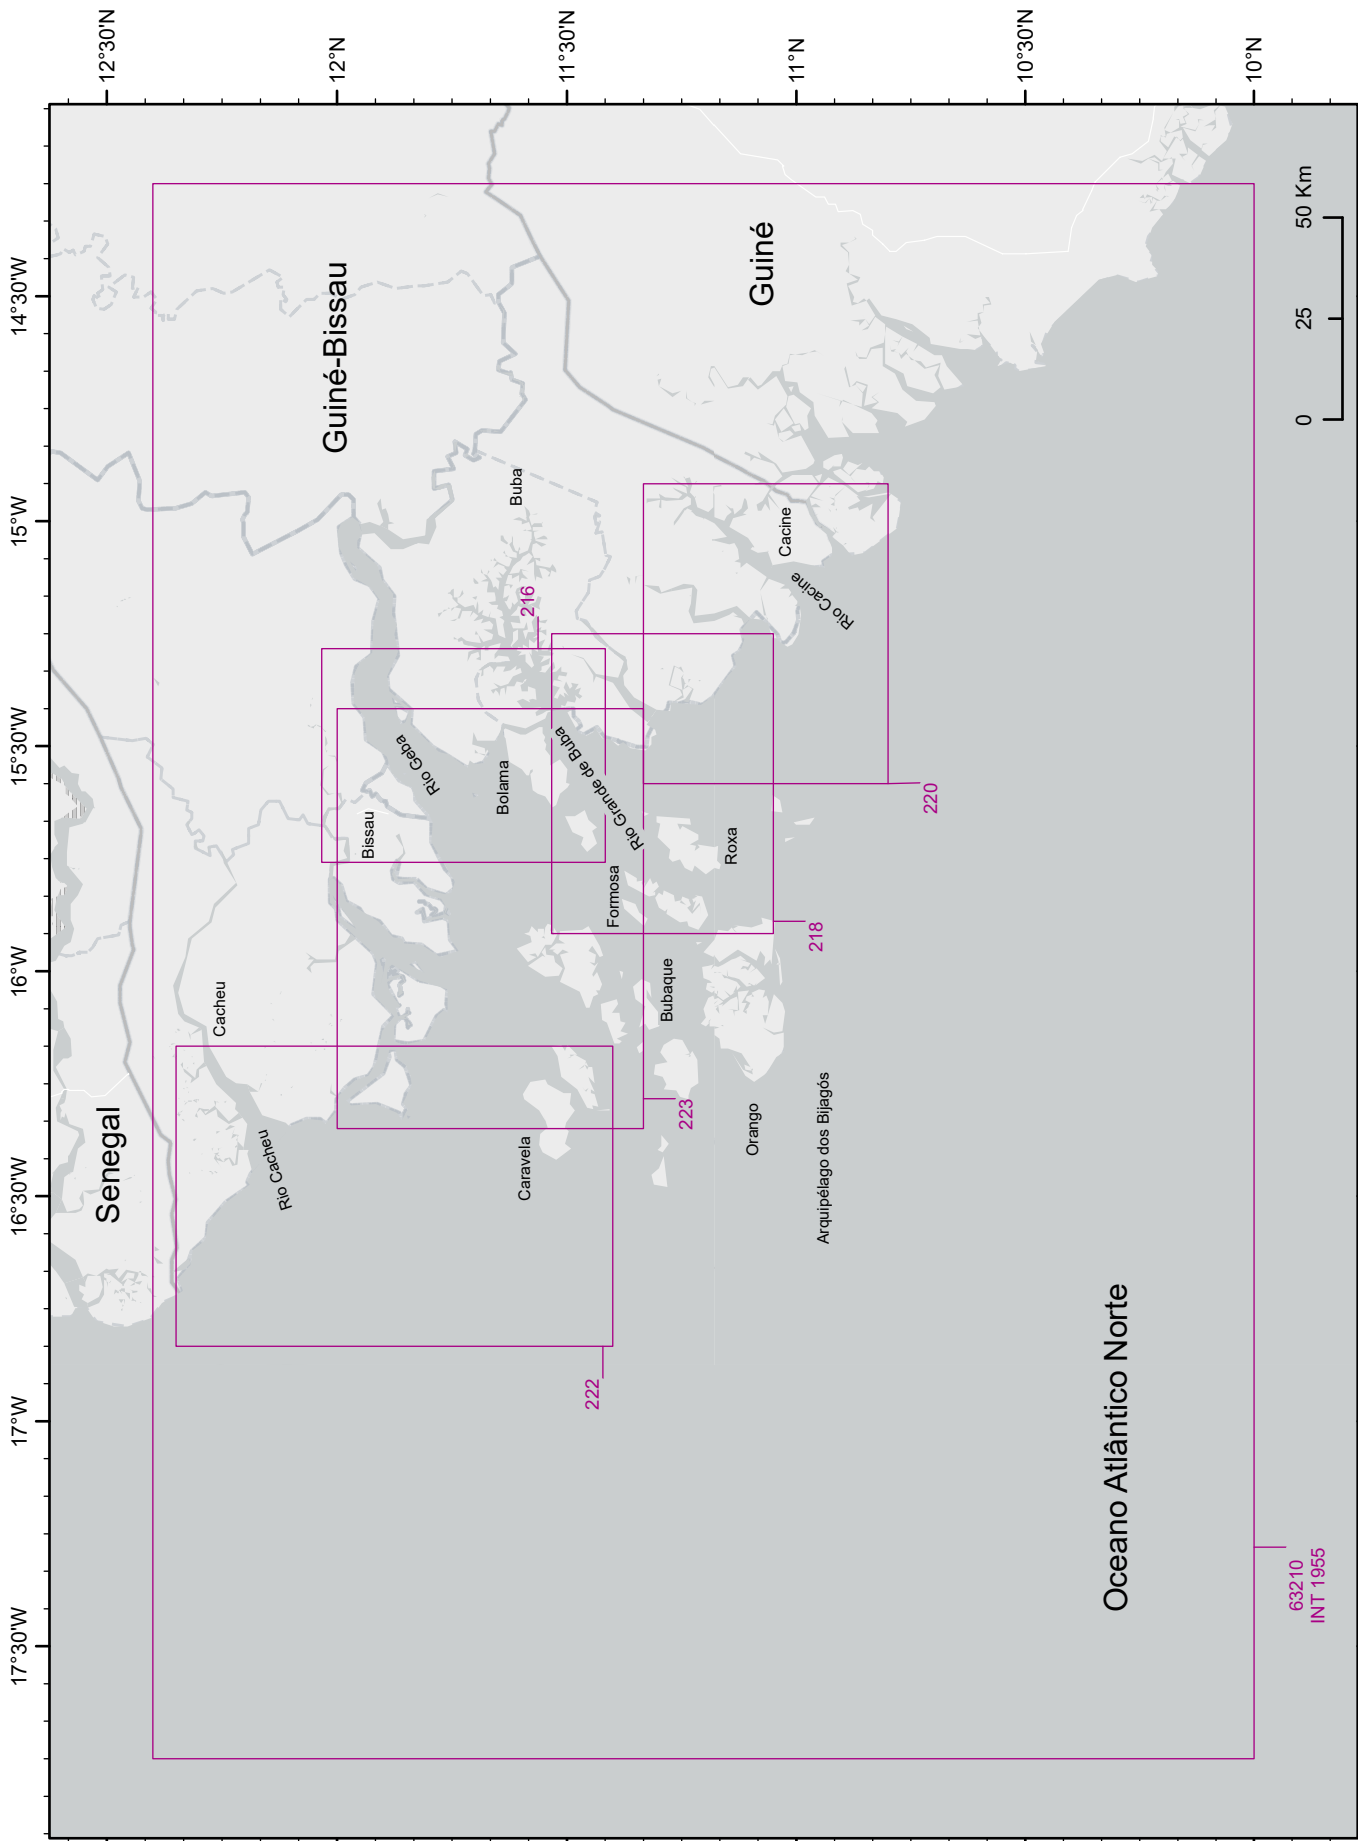 17°30'W
17°W
16°30'W
16°W
15°30'W
15°W
14°30'W
12°30'N
12°N
11°30'N
11°N
10°30'N
10°N
Senegal
Guiné-Bissau
Guiné
Cacheu
Rio Cacheu
Bissau
Rio Geba
Bolama
Buba
216
Rio Grande de Buba
Caravela
Formosa
222
Bubaque
223
Roxa
Orango
Cacine
Rio Cacine
Arquipélago dos Bijagós
218
220
Oceano Atlântico Norte
0
25
50 Km
63210
INT 1955